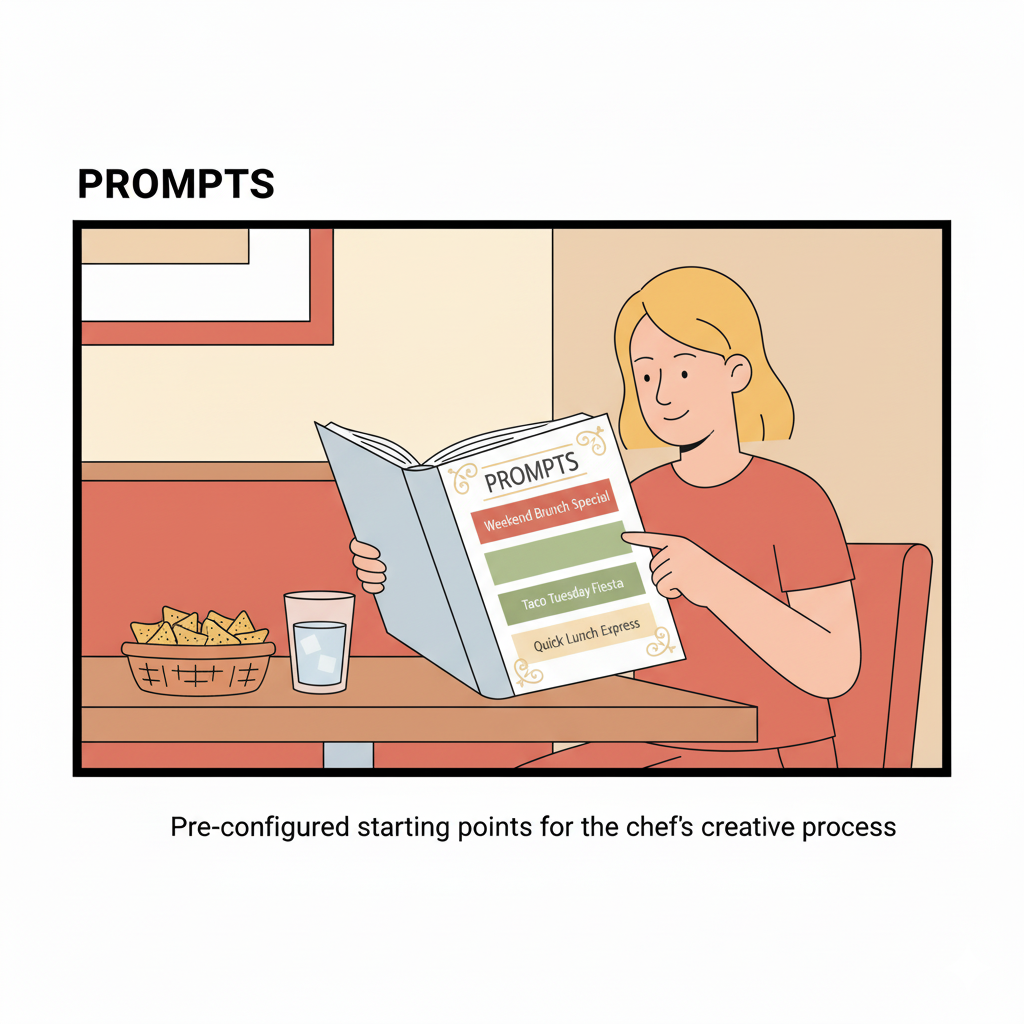 PROMPTS
PROMPTS
Weekend Brunch Special
Taco Tuesday Fiesta
Quick Lunch Express
Pre-configured starting points for the chef's creative process